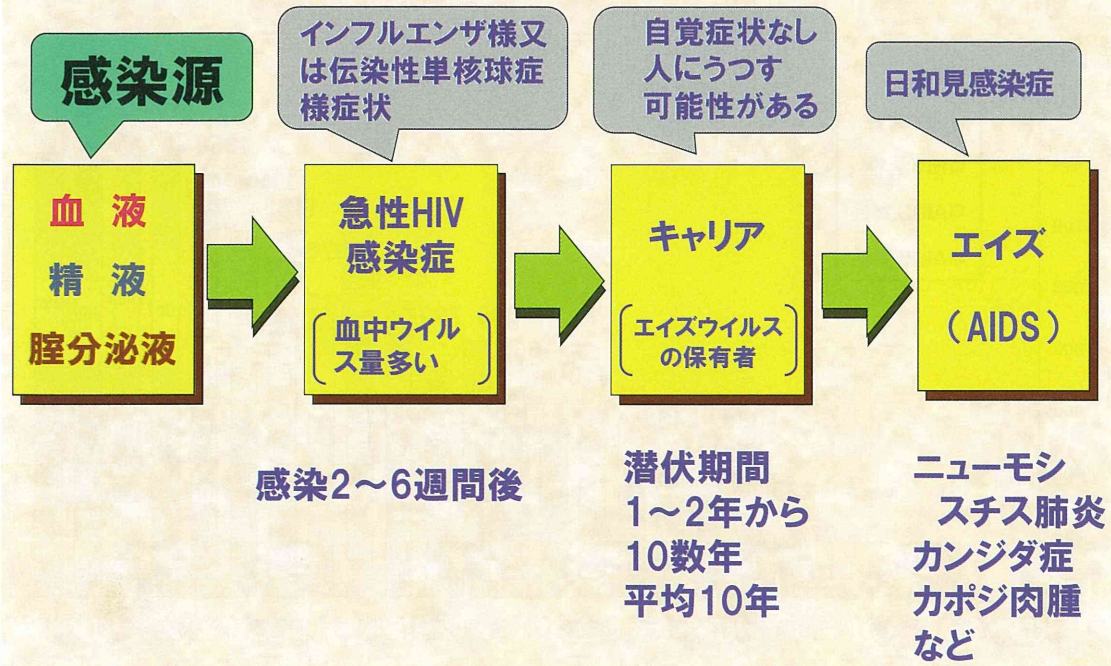 感染源
血 液
精 液
腟分泌液
インフルエンザ様又
は伝染性単核球症
様症状
急性HIV
感染症
血中ウイル
ス量多い
感染2〜6週間後
自覚症状なし
人にうつす
可能性がある
キャリア
エイズウイルス
の保有者
潜伏期間
1〜2年から
10数年
平均10年
日和見感染症
エイズ
（AIDS）
ニューモシ
スチス肺炎
カンジダ症
カポジ肉腫
など